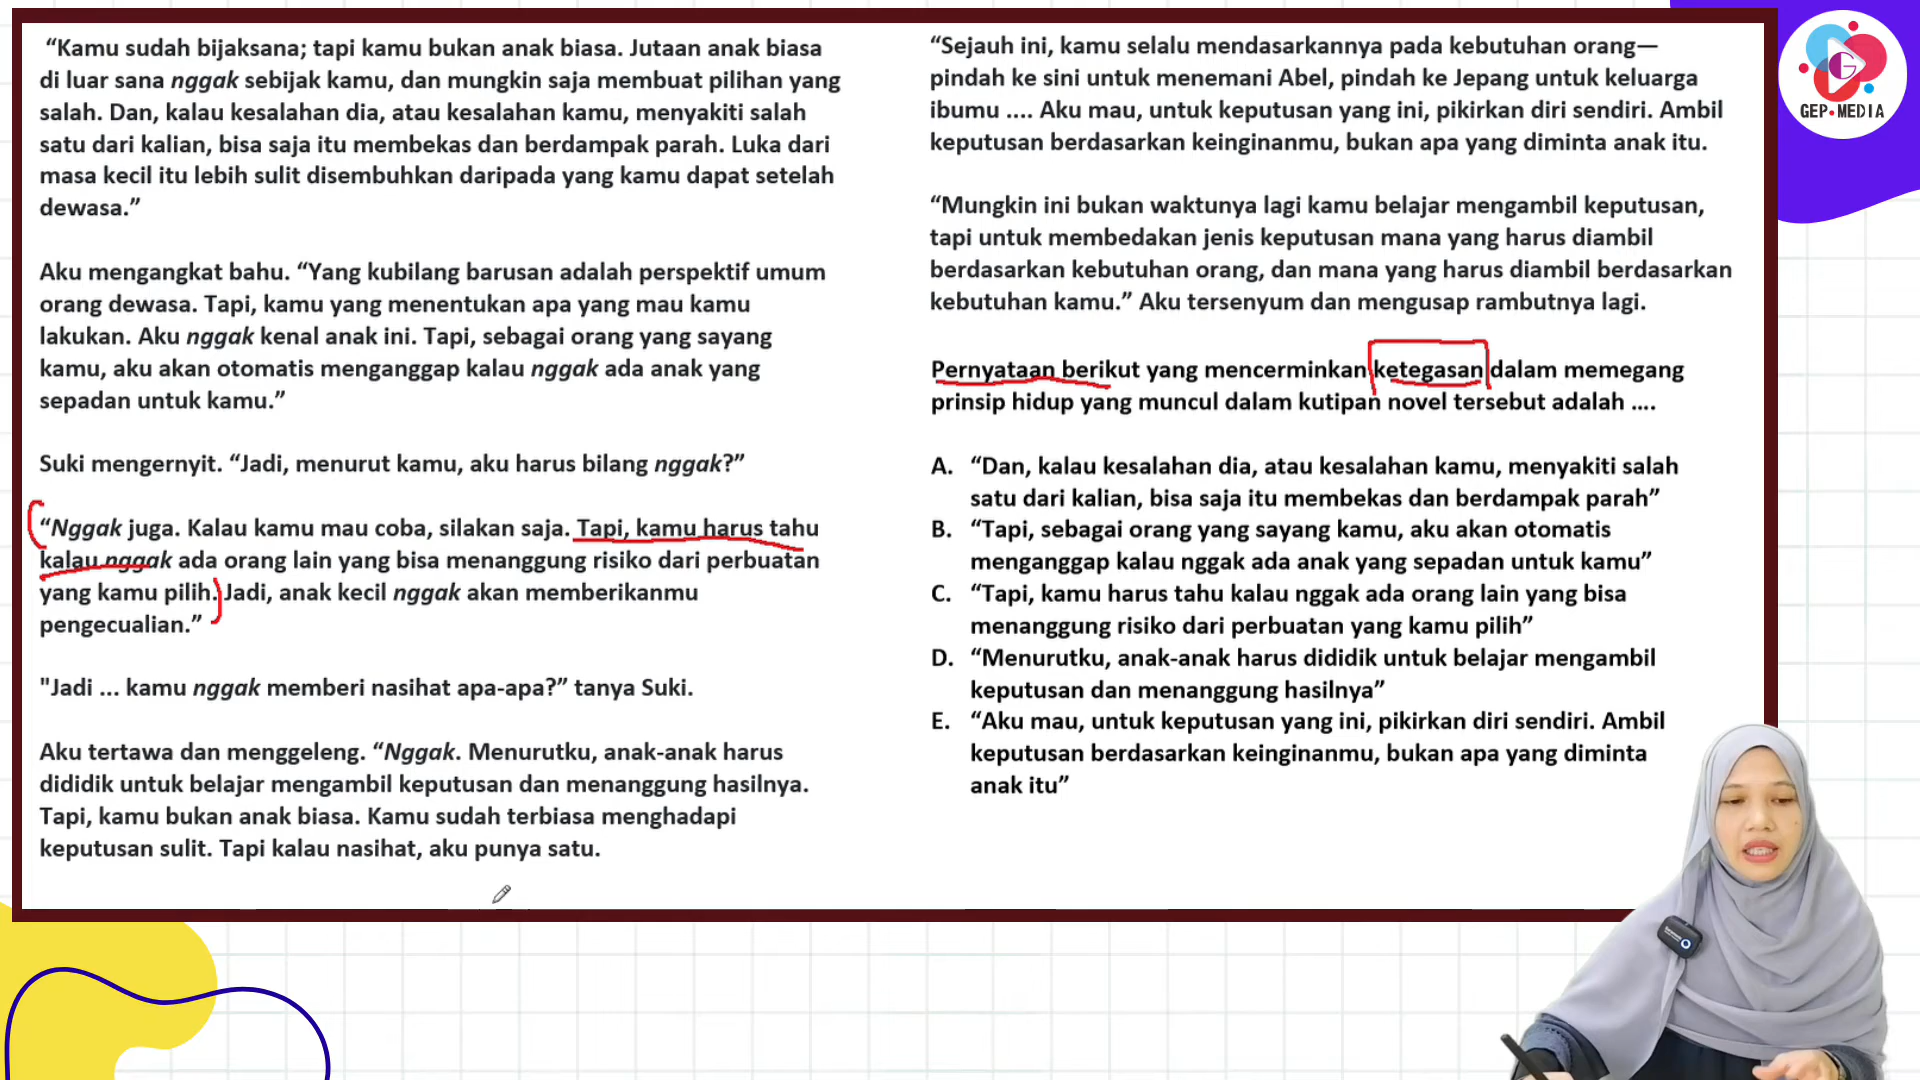 “Kamu sudah bijaksana; tapi kamu bukan anak biasa. Jutaan anak biasa
di luar sana nggak sebijak kamu, dan mungkin saja membuat pilihan yang
salah. Dan, kalau kesalahan dia, atau kesalahan kamu, menyakiti salah
satu dari kalian, bisa saja itu membekas dan berdampak parah. Luka dari
masa kecil itu lebih sulit disembuhkan daripada yang kamu dapat setelah
dewasa.”
Aku mengangkat bahu. “Yang kubilang barusan adalah perspektif umum
orang dewasa. Tapi, kamu yang menentukan apa yang mau kamu
lakukan. Aku nggak kenal anak ini. Tapi, sebagai orang yang sayang
kamu, aku akan otomatis menganggap kalau nggak ada anak yang
sepadan untuk kamu.”
Suki mengernyit. “Jadi, menurut kamu, aku harus bilang nggak?”
“Nggak juga. Kalau kamu mau coba, silakan saja. Tapi, kamu harus tahu
kalau nggak ada orang lain yang bisa menanggung risiko dari perbuatan
yang kamu pilih. Jadi, anak kecil nggak akan memberikanmu
pengecualian.”
"Jadi ... kamu nggak memberi nasihat apa-apa?” tanya Suki.
Aku tertawa dan menggeleng. “Nggak. Menurutku, anak-anak harus
dididik untuk belajar mengambil keputusan dan menanggung hasilnya.
Tapi, kamu bukan anak biasa. Kamu sudah terbiasa menghadapi
keputusan sulit. Tapi kalau nasihat, aku punya satu.
“Sejauh ini, kamu selalu mendasarkannya pada kebutuhan orang—
pindah ke sini untuk menemani Abel, pindah ke Jepang untuk keluarga
ibumu .... Aku mau, untuk keputusan yang ini, pikirkan diri sendiri. Ambil
keputusan berdasarkan keinginanmu, bukan apa yang diminta anak itu.
“Mungkin ini bukan waktunya lagi kamu belajar mengambil keputusan,
tapi untuk membedakan jenis keputusan mana yang harus diambil
berdasarkan kebutuhan orang, dan mana yang harus diambil berdasarkan
kebutuhan kamu.” Aku tersenyum dan mengusap rambutnya lagi.
Pernyataan berikut yang mencerminkan ketegasan dalam memegang
prinsip hidup yang muncul dalam kutipan novel tersebut adalah ....
A. “Dan, kalau kesalahan dia, atau kesalahan kamu, menyakiti salah
satu dari kalian, bisa saja itu membekas dan berdampak parah”
B. “Tapi, sebagai orang yang sayang kamu, aku akan otomatis
menganggap kalau nggak ada anak yang sepadan untuk kamu”
C. “Tapi, kamu harus tahu kalau nggak ada orang lain yang bisa
menanggung risiko dari perbuatan yang kamu pilih”
D. “Menurutku, anak-anak harus dididik untuk belajar mengambil
keputusan dan menanggung hasilnya”
E. “Aku mau, untuk keputusan yang ini, pikirkan diri sendiri. Ambil
keputusan berdasarkan keinginanmu, bukan apa yang diminta
anak itu”
G
GEP•MEDIA